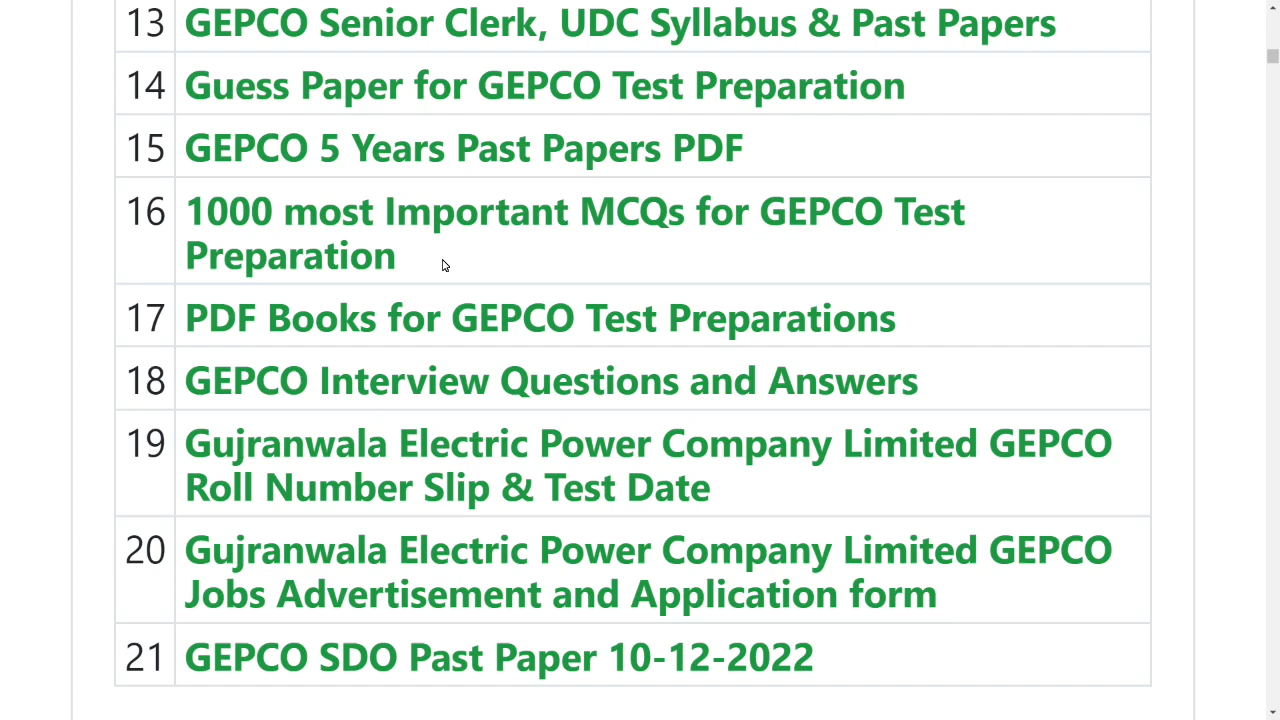 13 GEPCO Senior Clerk, UDC Syllabus & Past Papers
14 Guess Paper for GEPCO Test Preparation
15 GEPCO 5 Years Past Papers PDF
16 1000 most Important MCQs for GEPCO Test
Preparation
17 PDF Books for GEPCO Test Preparations
18 GEPCO Interview Questions and Answers
19 Gujranwala Electric Power Company Limited GEPCO
Roll Number Slip & Test Date
20 Gujranwala Electric Power Company Limited GEPCO
Jobs Advertisement and Application form
21 GEPCO SDO Past Paper 10-12-2022